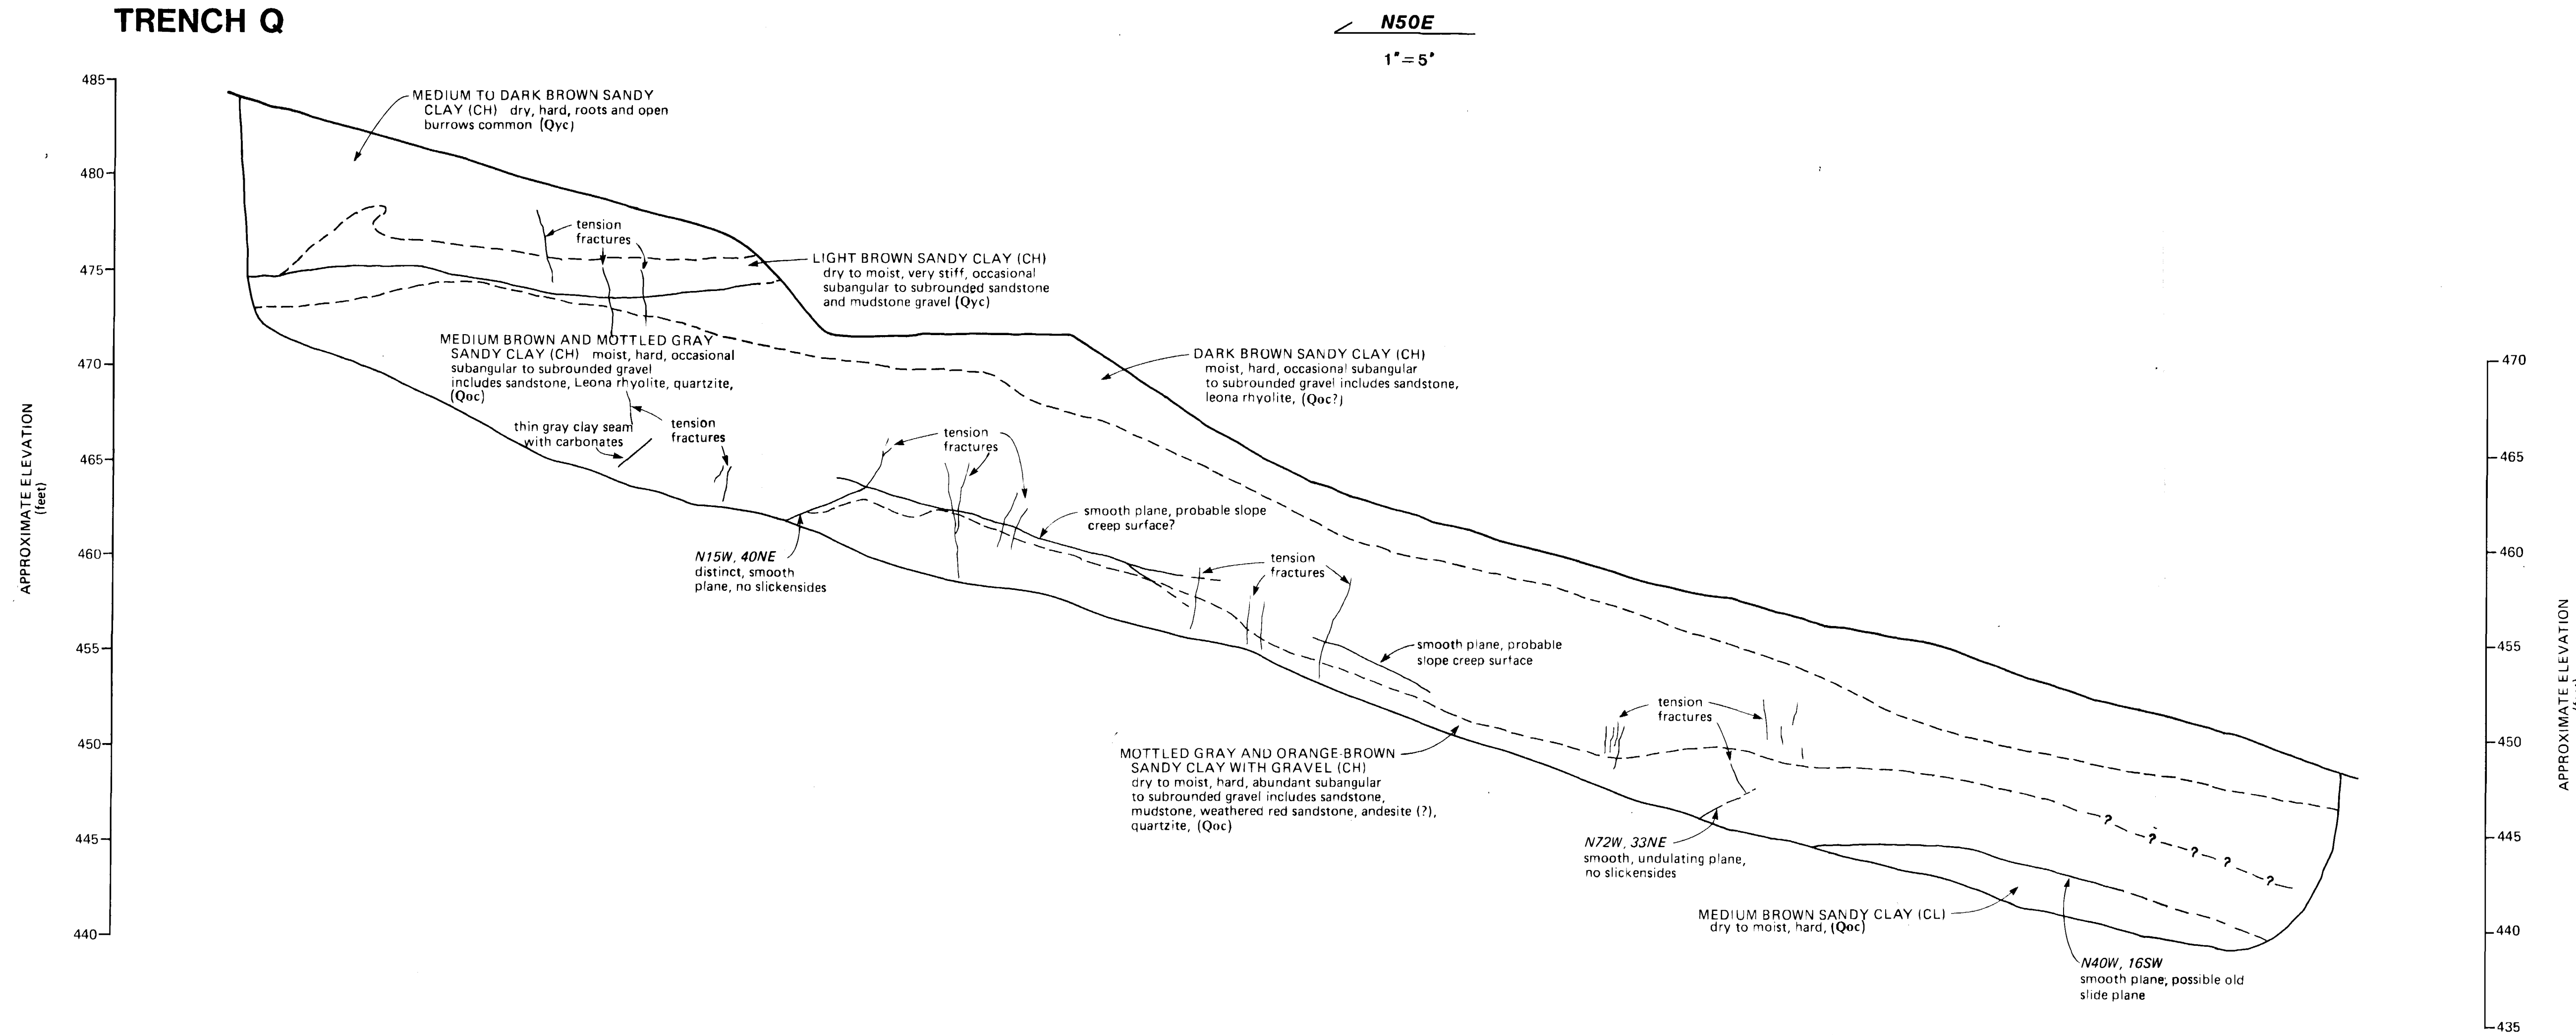 TRENCH Q
N50E
1"=5'
485
480
475
470
465
460
455
450
445
440
APPROXIMATE ELEVATION
(feet)
MEDIUM TO DARK BROWN SANDY
CLAY (CH) dry, hard, roots and open
burrows common (Qyc)
tension
fractures
LIGHT BROWN SANDY CLAY (CH)
dry to moist, very stiff, occasional
subangular to subrounded sandstone
and mudstone gravel (Qyc)
MEDIUM BROWN AND MOTTLED GRAY
SANDY CLAY (CH) moist, hard, occasional
subangular to subrounded gravel
includes sandstone, Leona rhyolite, quartzite,
(Qoc)
DARK BROWN SANDY CLAY (CH)
moist, hard, occasional subangular
to subrounded gravel includes sandstone,
leona rhyolite, (Qoc?)
thin gray clay seam
with carbonates
tension
fractures
tension
fractures
smooth plane, probable slope
creep surface?
N15W, 40NE
distinct, smooth
plane, no slickensides
tension
fractures
smooth plane, probable
slope creep surface
tension
fractures
MOTTLED GRAY AND ORANGE-BROWN
SANDY CLAY WITH GRAVEL (CH)
dry to moist, hard, abundant subangular
to subrounded gravel includes sandstone,
mudstone, weathered red sandstone, andesite (?),
quartzite, (Qoc)
N72W, 33NE
smooth, undulating plane,
no slickensides
? ? ? ? ?
MEDIUM BROWN SANDY CLAY (CL)
dry to moist, hard, (Qoc)
N40W, 16SW
smooth plane; possible old
slide plane
470
465
460
455
450
445
440
435
APPROXIMATE ELEVATION